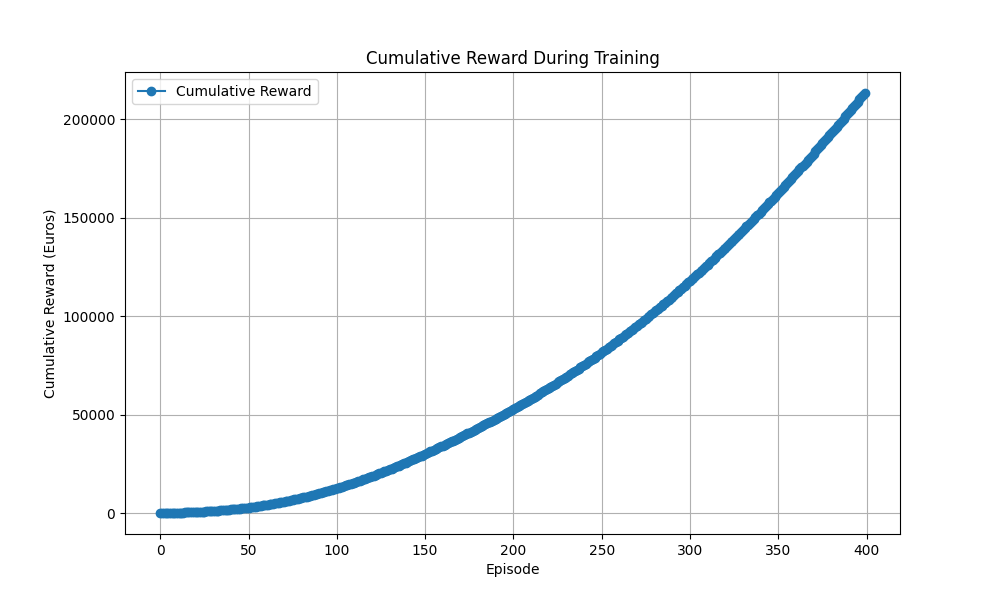 Cumulative Reward During Training
Cumulative Reward
200000
150000
100000
50000
0
Cumulative Reward (Euros)
0 50 100 150 200 250 300 350 400
Episode